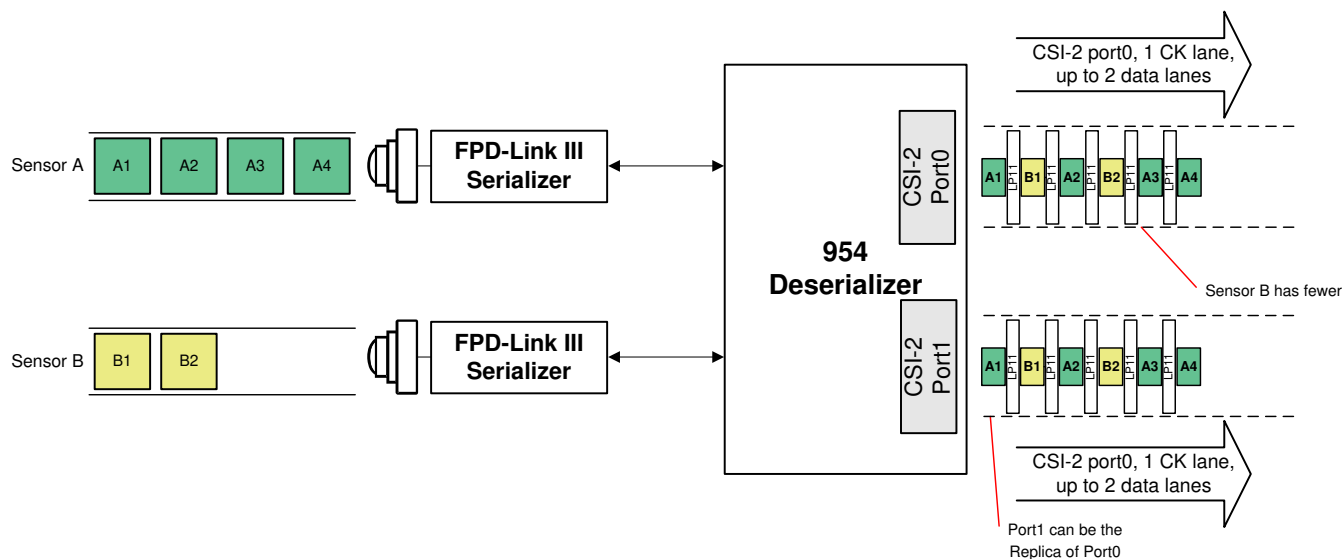 CSI-2 port0, 1 CK lane,
up to 2 data lanes
Sensor A
A1 A2 A3 A4
FPD-Link III
Serializer
CSI-2
Port0
A1 LP11 B1 LP11 A2 LP11 B2 LP11 A3 LP11 A4
954
Deserializer
Sensor B has fewer
Sensor B
B1 B2
FPD-Link III
Serializer
CSI-2
Port1
A1 LP11 B1 LP11 A2 LP11 B2 LP11 A3 LP11 A4
CSI-2 port0, 1 CK lane,
up to 2 data lanes
Port1 can be the
Replica of Port0